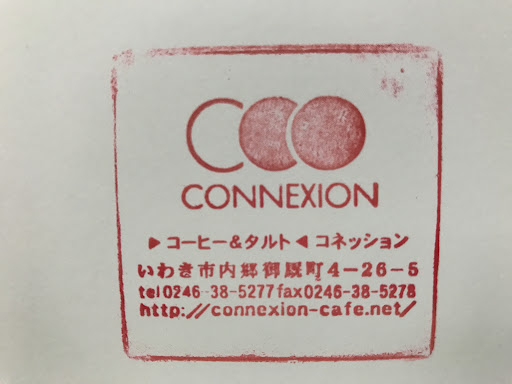 CONNEXION
▶コーヒー&タルト◀ コネッション
いわき市内郷御厩町4-26-5
tel0246-38-5277fax0246-38-5278
http://connexion-cafe.net/